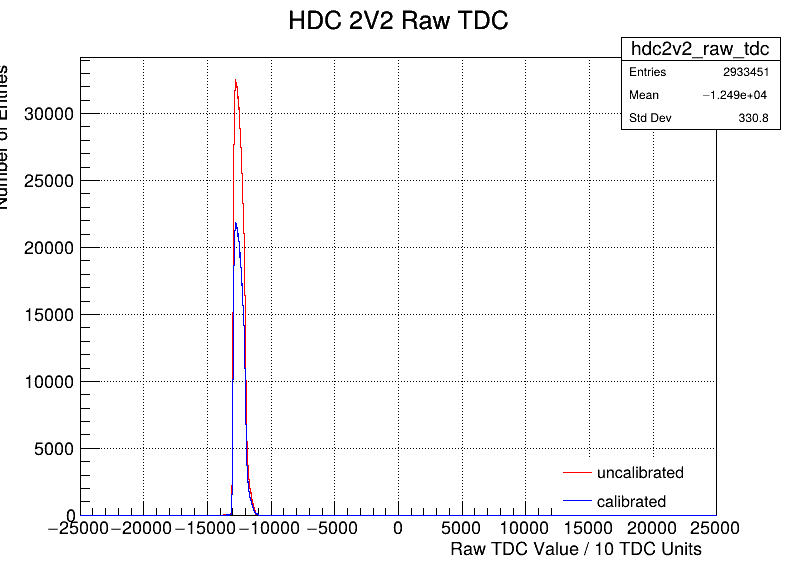 HDC 2V2 Raw TDC
hdc2v2_raw_tdc
Entries 2933451
Mean −1.249e+04
Std Dev 330.8
Number of Entries
30000
25000
20000
15000
10000
5000
0
uncalibrated
calibrated
−25000 −20000 −15000 −10000 −5000 0 5000 10000 15000 20000 25000
Raw TDC Value / 10 TDC Units